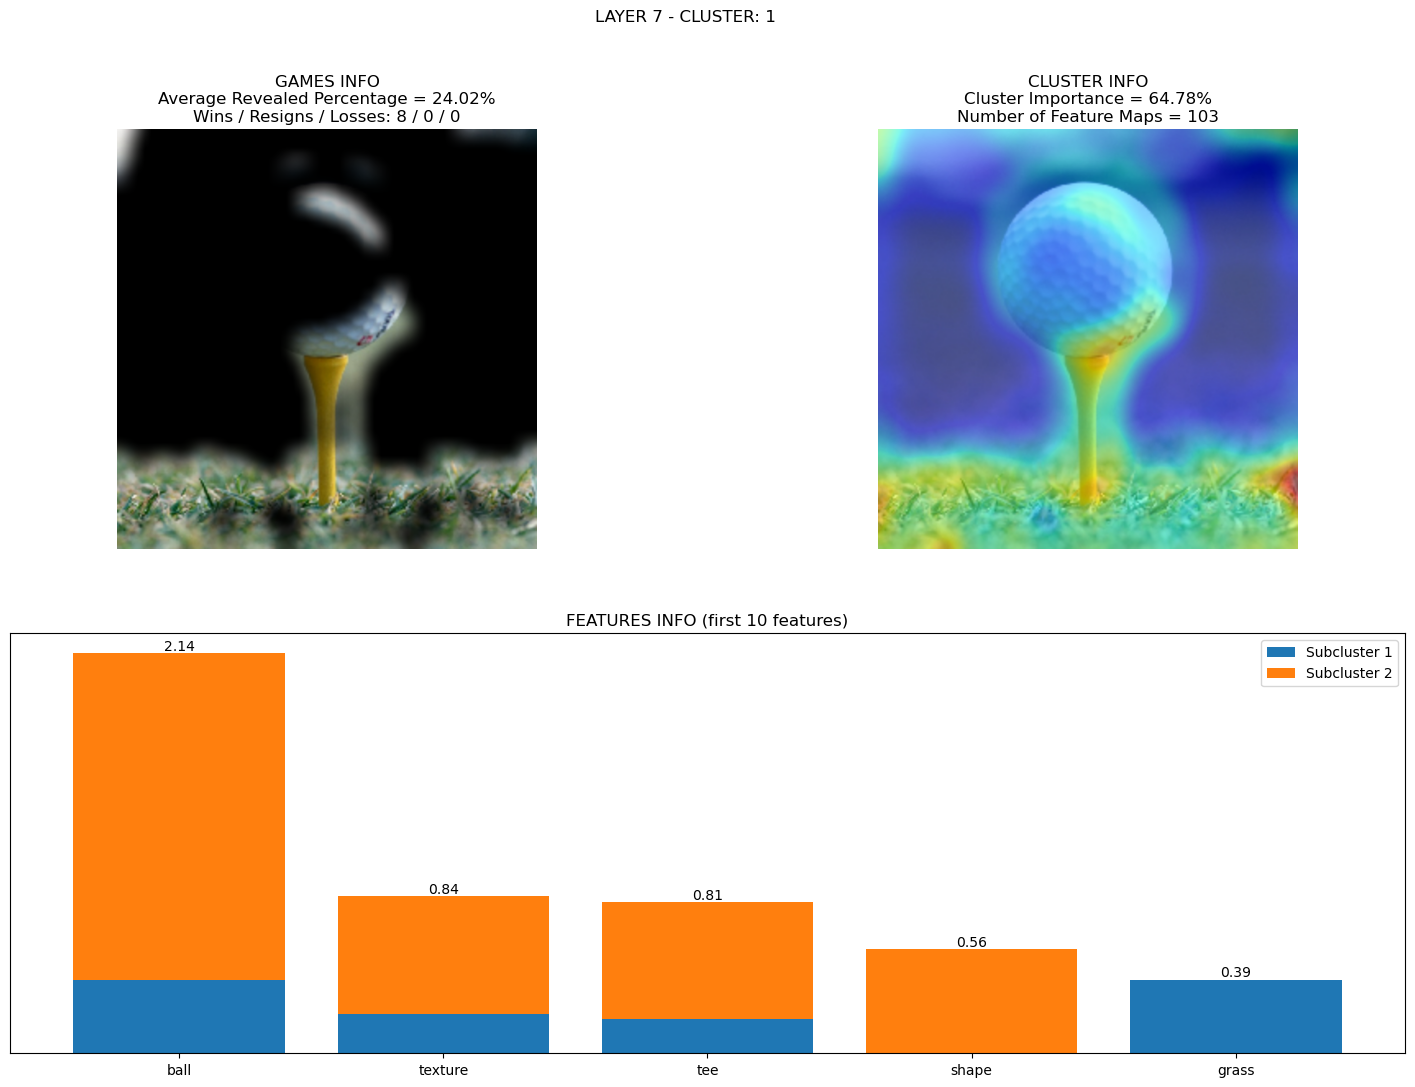 LAYER 7 - CLUSTER: 1
GAMES INFO
Average Revealed Percentage = 24.02%
Wins / Resigns / Losses: 8 / 0 / 0
CLUSTER INFO
Cluster Importance = 64.78%
Number of Feature Maps = 103
FEATURES INFO (first 10 features)
Subcluster 1
Subcluster 2
2.14
0.84
0.81
0.56
0.39
ball
texture
tee
shape
grass